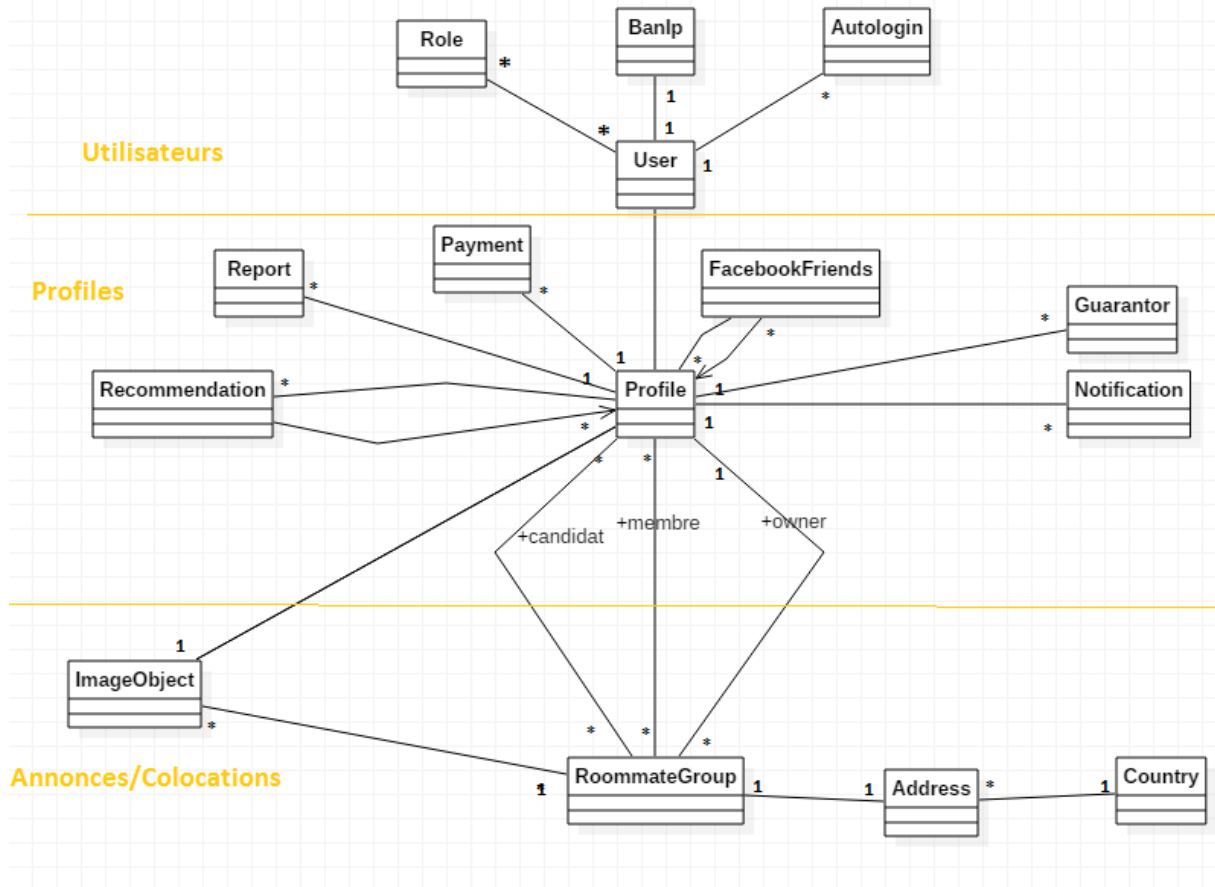 Role
*
BanIp
Autologin
1
*
*
1
Utilisateurs
User
1
Payment
Report
*
*
FacebookFriends
Profiles
Guarantor
*
*
*
1
Recommendation
*
1
Profile
1
Notification
*
1
*
*
*
1
+candidat
+membre
+owner
1
ImageObject
*
*
*
*
Annonces/Colocations
RoommateGroup
1
1
Address
*
1
Country
1